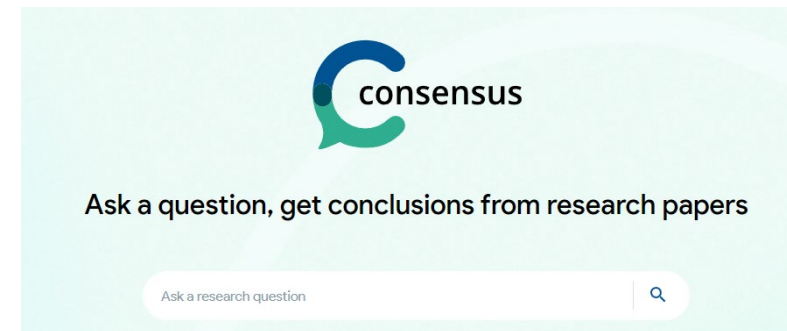 consensus
Ask a question, get conclusions from research papers
Ask a research question